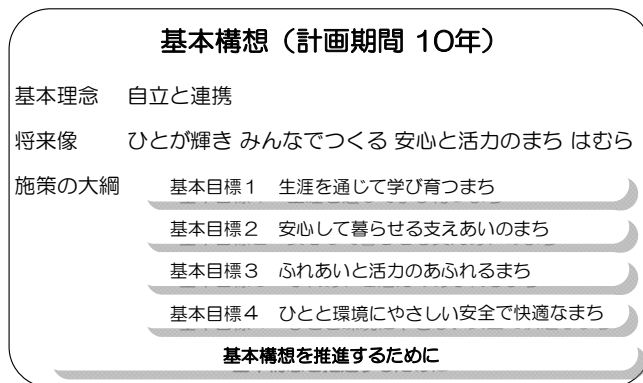 基本構想（計画期間 10年）
基本理念 自立と連携
将来像 ひとが輝き みんなでつくる 安心と活力のまち はむら
施策の大綱 基本目標１ 生涯を通じて学び育つまち
基本目標２ 安心して暮らせる支えあいのまち
基本目標３ ふれあいと活力のあふれるまち
基本目標４ ひとと環境にやさしい安全で快適なまち
基本構想を推進するために